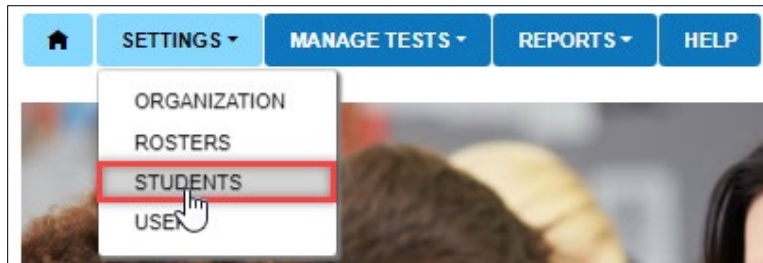 SETTINGS MANAGE TESTS REPORTS HELP
ORGANIZATION
ROSTERS
STUDENTS